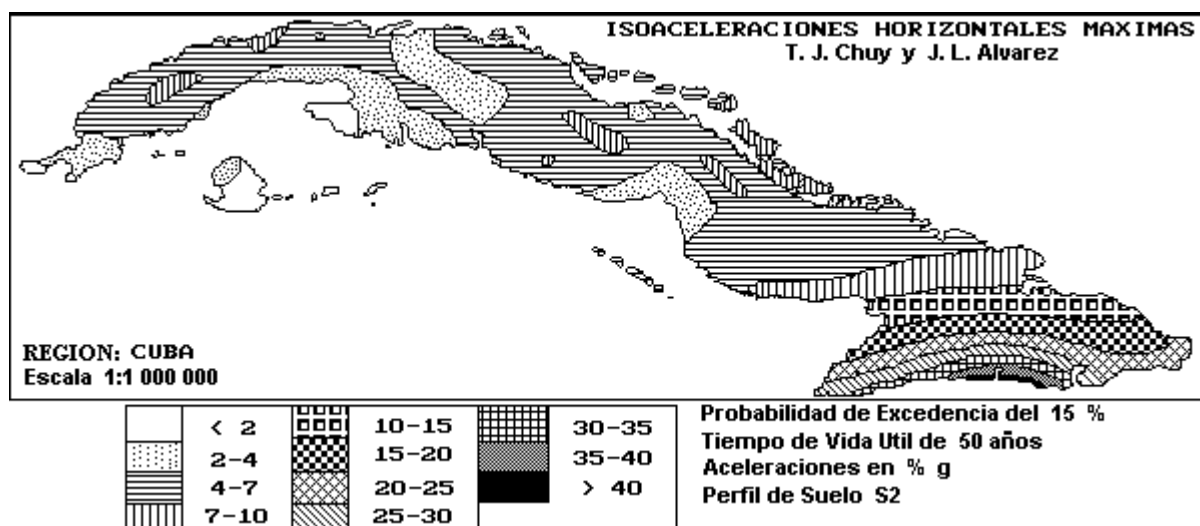 ISOACELERACIONES HORIZONTALES MAXIMAS
T. J. Chuy y J. L. Alvarez
REGION: CUBA
Escala 1:1 000 000
< 2
2-4
4-7
7-10
10-15
15-20
20-25
25-30
30-35
35-40
> 40
Probabilidad de Excedencia del 15 %
Tiempo de Vida Util de 50 años
Aceleraciones en % g
Perfil de Suelo S2